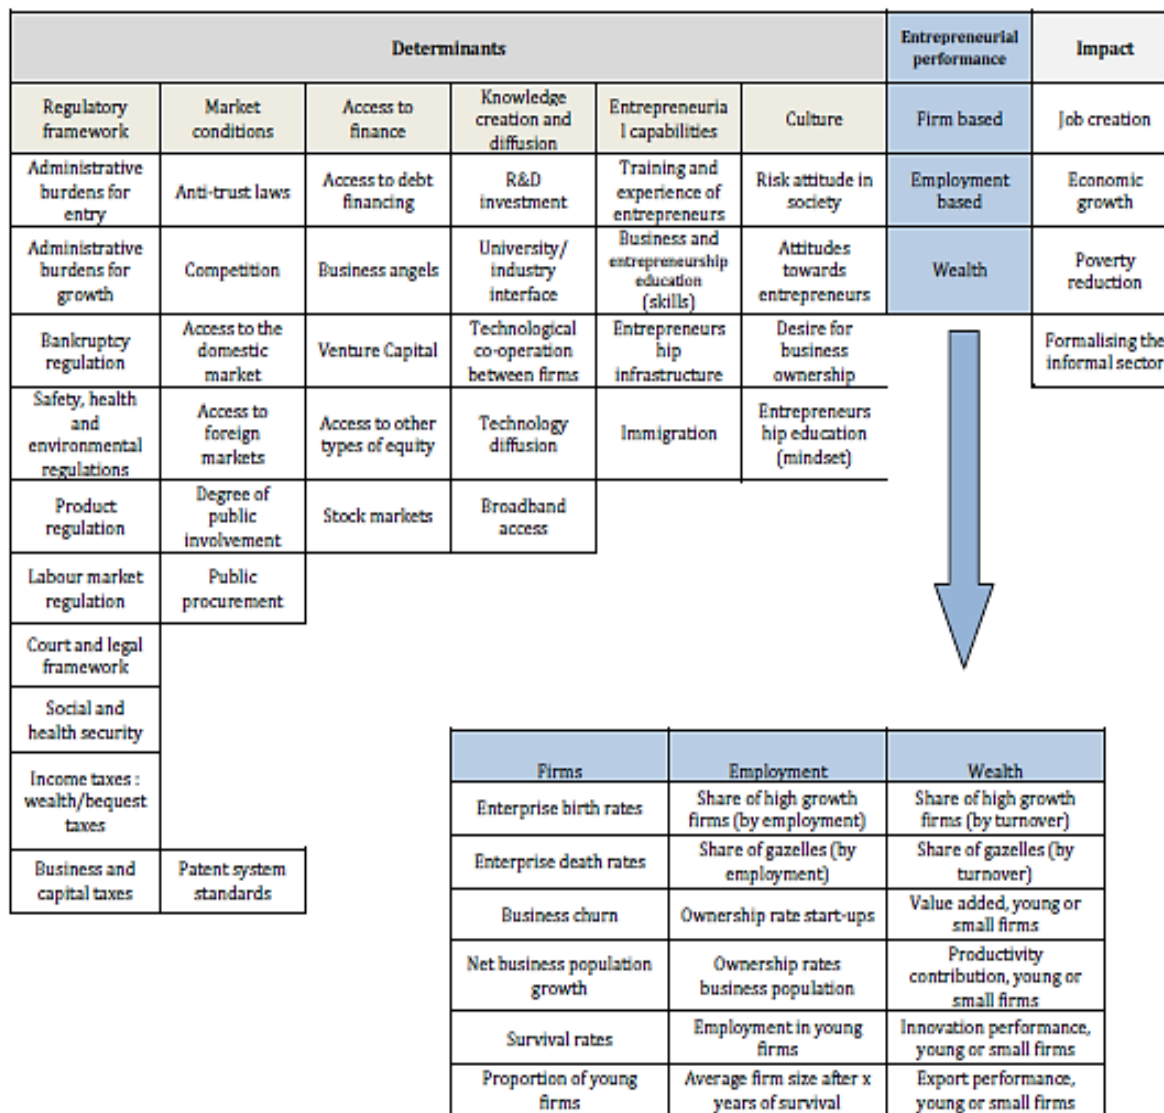 Determinants
Entrepreneurial
performance
Impact
Regulatory
framework
Market
conditions
Access to
finance
Knowledge
creation and
diffusion
Entrepreneuria
l capabilities
Culture
Firm based
Job creation
Administrative
burdens for
entry
Anti-trust laws
Access to debt
financing
R&D
investment
Training and
experience of
entrepreneurs
Risk attitude in
society
Employment
based
Economic
growth
Administrative
burdens for
growth
Competition
Business angels
University/
industry
interface
Business and
entrepreneurship
education
(skills)
Attitudes
towards
entrepreneurs
Wealth
Poverty
reduction
Bankruptcy
regulation
Access to the
domestic
market
Venture Capital
Technological
co-operation
between firms
Entrepreneurs
hip
infrastructure
Desire for
business
ownership
Formalising the
informal sector
Safety, health
and
environmental
regulations
Access to
foreign
markets
Access to other
types of equity
Technology
diffusion
Immigration
Entrepreneurs
hip education
(mindset)
Product
regulation
Degree of
public
involvement
Stock markets
Broadband
access
Labour market
regulation
Public
procurement
Court and legal
framework
Social and
health security
Income taxes :
wealth/bequest
taxes
Business and
capital taxes
Patent system
standards
Firms
Employment
Wealth
Enterprise birth rates
Share of high growth
firms (by employment)
Share of high growth
firms (by turnover)
Enterprise death rates
Share of gazelles (by
employment)
Share of gazelles (by
turnover)
Business churn
Ownership rate start-ups
Value added, young or
small firms
Net business population
growth
Ownership rates
business population
Productivity
contribution, young or
small firms
Survival rates
Employment in young
firms
Innovation performance,
young or small firms
Proportion of young
firms
Average firm size after x
years of survival
Export performance,
young or small firms